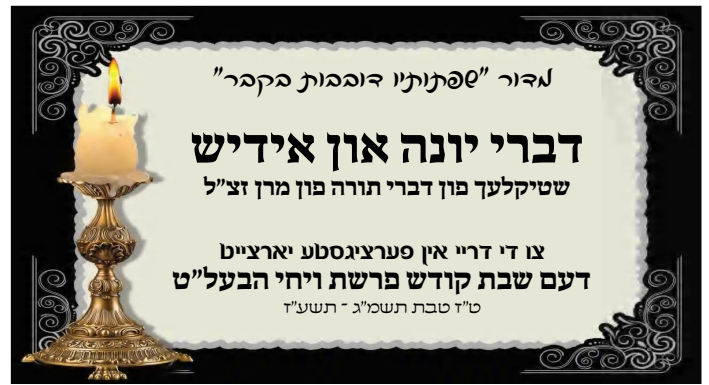 מדור "שפתותיו דובבות בקבר"
דברי יונה און אידיש
שטיקלעך פון דברי תורה פון מרן זצ"ל
צו די דריי אין פערציגסטע יארצייט
דעם שבת קודש פרשת ויחי הבעל"ט
ט"ז טבת תשמ"ג - תשע"ז